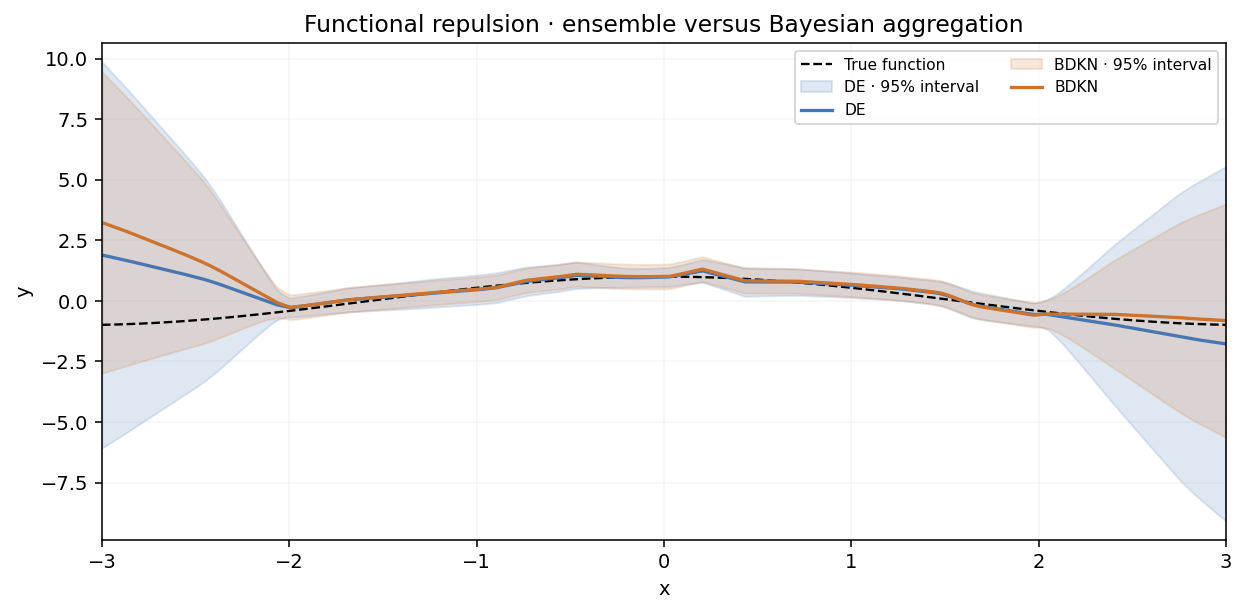 Functional repulsion · ensemble versus Bayesian aggregation
True function
DE · 95% interval
DE
BDKN · 95% interval
BDKN
y
10.0
7.5
5.0
2.5
0.0
−2.5
−5.0
−7.5
−3
−2
−1
0
1
2
3
x